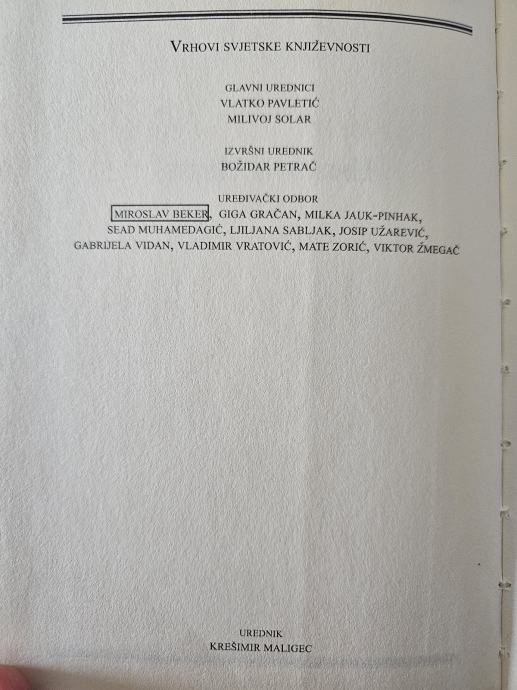 VRHOVI SVJETSKE KNJIŽEVNOSTI
GLAVNI UREDNICI
VLATKO PAVLETIĆ
MILIVOJ SOLAR
IZVRŠNI UREDNIK
BOŽIDAR PETRAČ
UREĐIVAČKI ODBOR
MIROSLAV BEKER, GIGA GRAČAN, MILKA JAUK-PINHAK,
SEAD MUHAMEDAGIĆ, LJILJANA SABLJAK, JOSIP UŽAREVIĆ,
GABRIJELA VIDAN, VLADIMIR VRATOVIĆ, MATE ZORIĆ, VIKTOR ŽMEGAČ
UREDNIK
KREŠIMIR MALIGEC